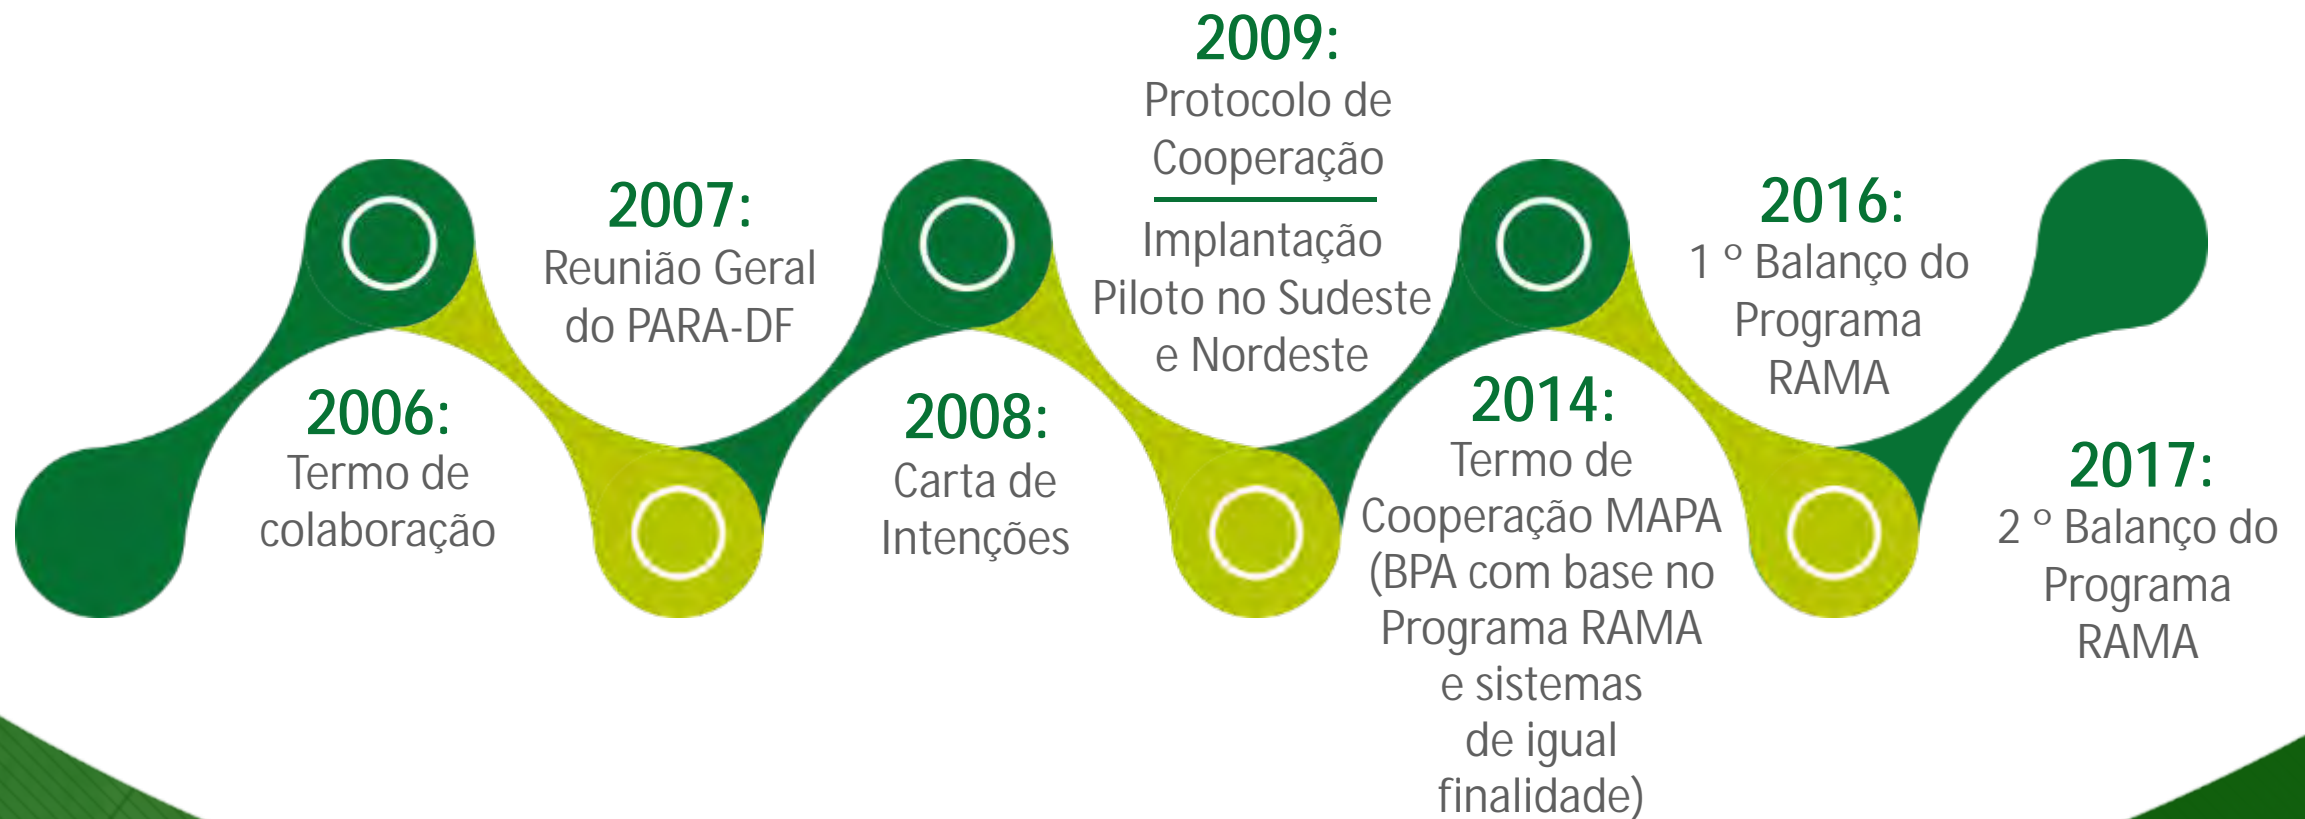 2006:
Termo de
colaboração
2007:
Reunião Geral
do PARA-DF
2008:
Carta de
Intenções
2009:
Protocolo de
Cooperação
Implantação
Piloto no Sudeste
e Nordeste
2014:
Termo de
Cooperação MAPA
(BPA com base no
Programa RAMA
e sistemas
de igual
finalidade)
2016:
1 º Balanço do
Programa
RAMA
2017:
2 º Balanço do
Programa
RAMA